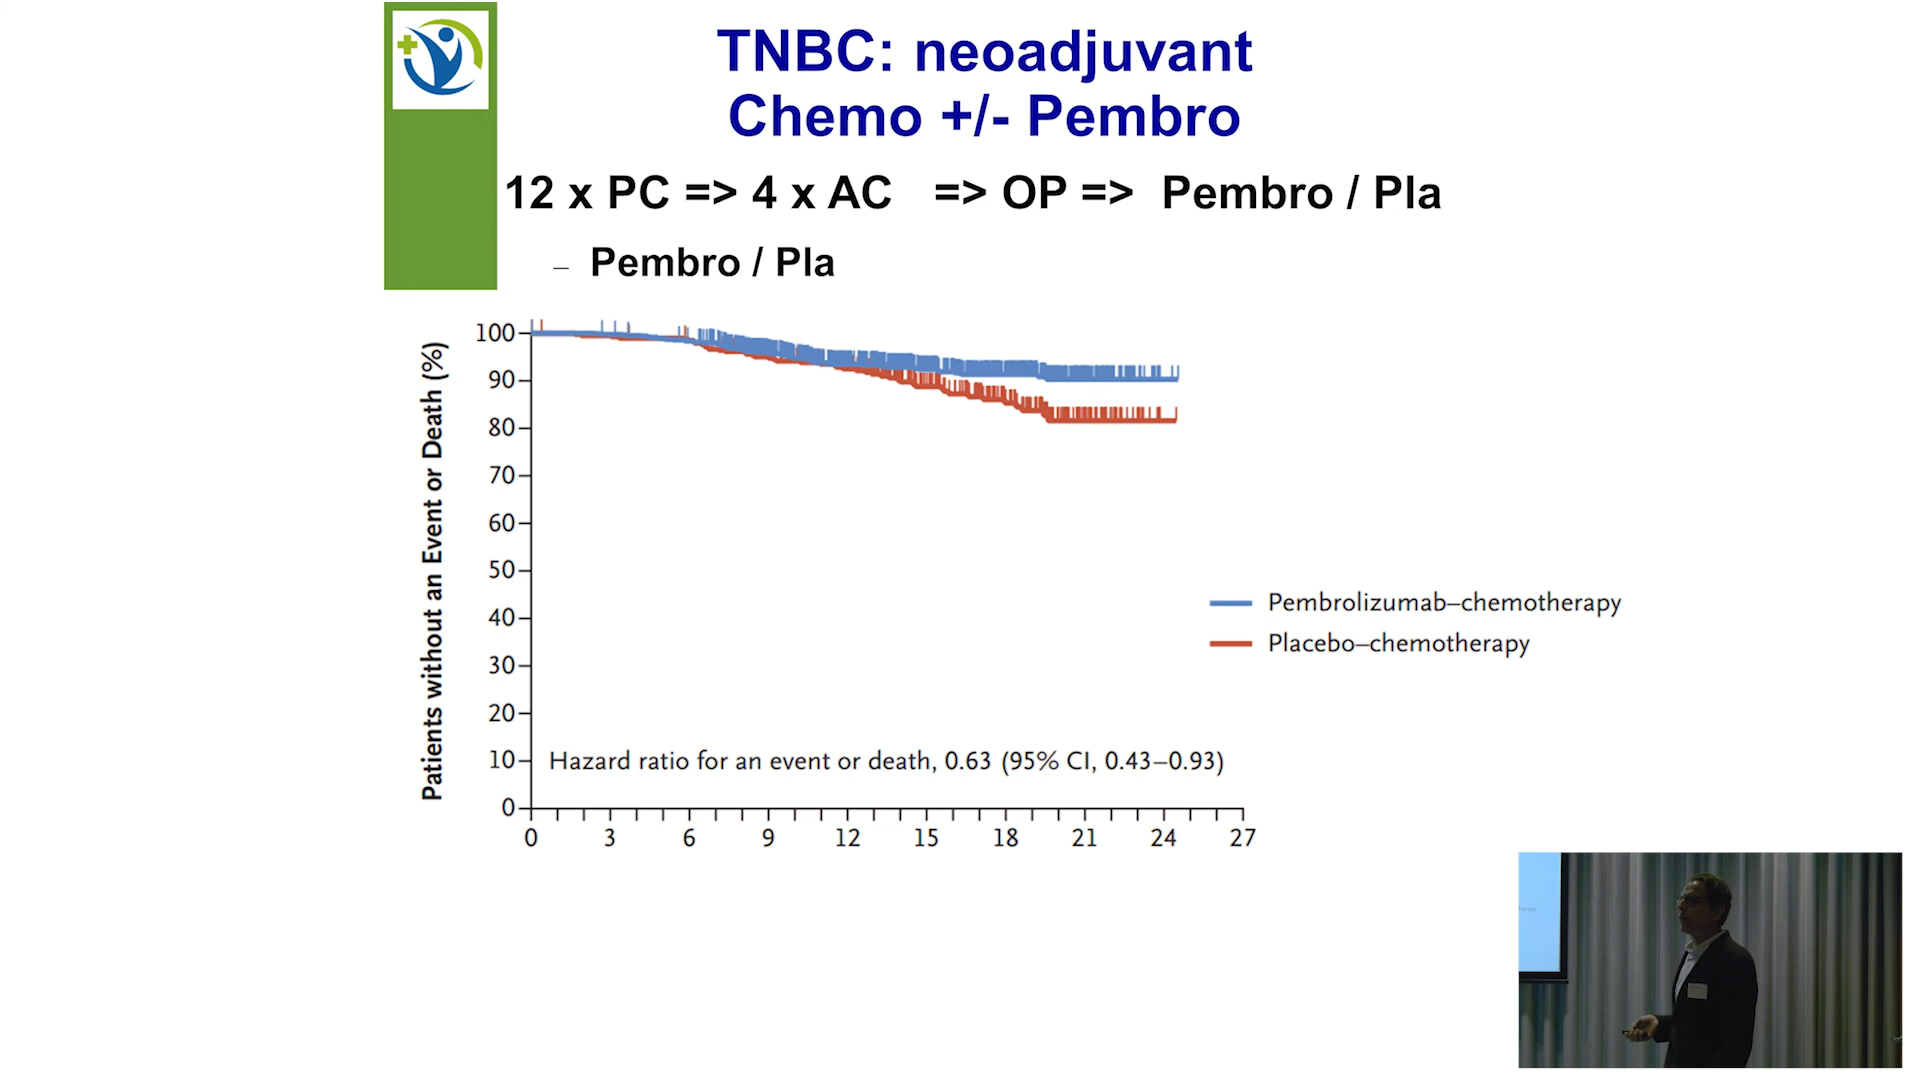 TNBC: neoadjuvant
Chemo +/- Pembro
12 x PC => 4 x AC => OP => Pembro / Pla
– Pembro / Pla
Patients without an Event or Death (%)
100
90
80
70
60
50
40
30
20
10
0
Pembrolizumab–chemotherapy
Placebo–chemotherapy
Hazard ratio for an event or death, 0.63 (95% CI, 0.43–0.93)
0 3 6 9 12 15 18 21 24 27